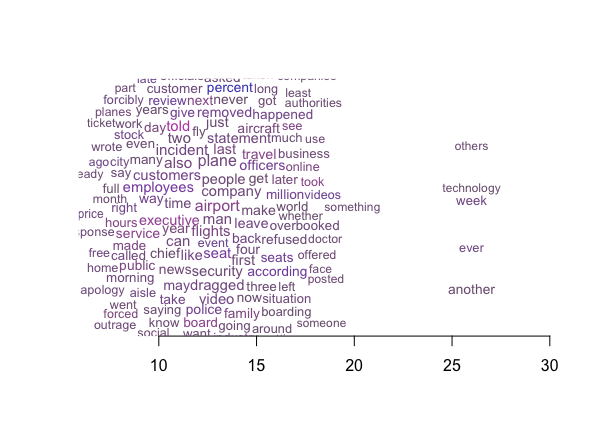 late asked companies
part customer percent long least
forcibly review next never got authorities
planes years give removed happened
ticket work day told fly just aircraft see
stock two statement much use
wrote even incident last others
ago city many also plane travel business
officers online
say customers people get later took
full employees company million videos technology
month way time airport make world something week
price right whether
hours executive man leave overbooked
sponse service year flights
made can event back refused doctor
free called chief like seat four first seats offered ever
home public news security according face
morning posted
apology aisle may dragged three left another
went take video now situation
forced saying police family boarding
outrage know board going around someone
social want
10 15 20 25 30